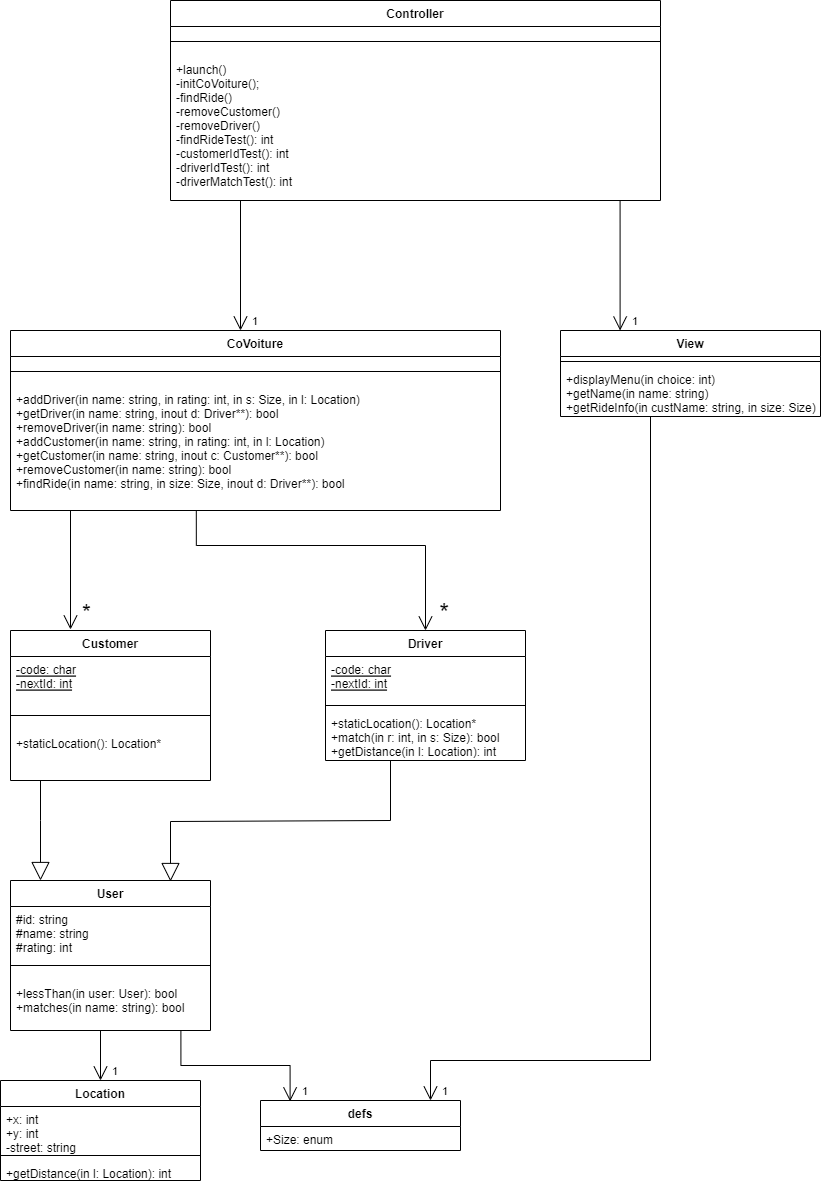 Controller
+launch()
-initCoVoiture();
-findRide()
-removeCustomer()
-removeDriver()
-findRideTest(): int
-customerIdTest(): int
-driverIdTest(): int
-driverMatchTest(): int
1
1
CoVoiture
+addDriver(in name: string, in rating: int, in s: Size, in l: Location)
+getDriver(in name: string, inout d: Driver**): bool
+removeDriver(in name: string): bool
+addCustomer(in name: string, in rating: int, in l: Location)
+getCustomer(in name: string, inout c: Customer**): bool
+removeCustomer(in name: string): bool
+findRide(in name: string, in size: Size, inout d: Driver**): bool
View
+displayMenu(in choice: int)
+getName(in name: string)
+getRideInfo(in custName: string, in size: Size)
*
*
Customer
-code: char
-nextId: int
+staticLocation(): Location*
Driver
-code: char
-nextId: int
+staticLocation(): Location*
+match(in r: int, in s: Size): bool
+getDistance(in l: Location): int
User
#id: string
#name: string
#rating: int
+lessThan(in user: User): bool
+matches(in name: string): bool
1
1
1
Location
+x: int
+y: int
-street: string
+getDistance(in l: Location): int
defs
+Size: enum